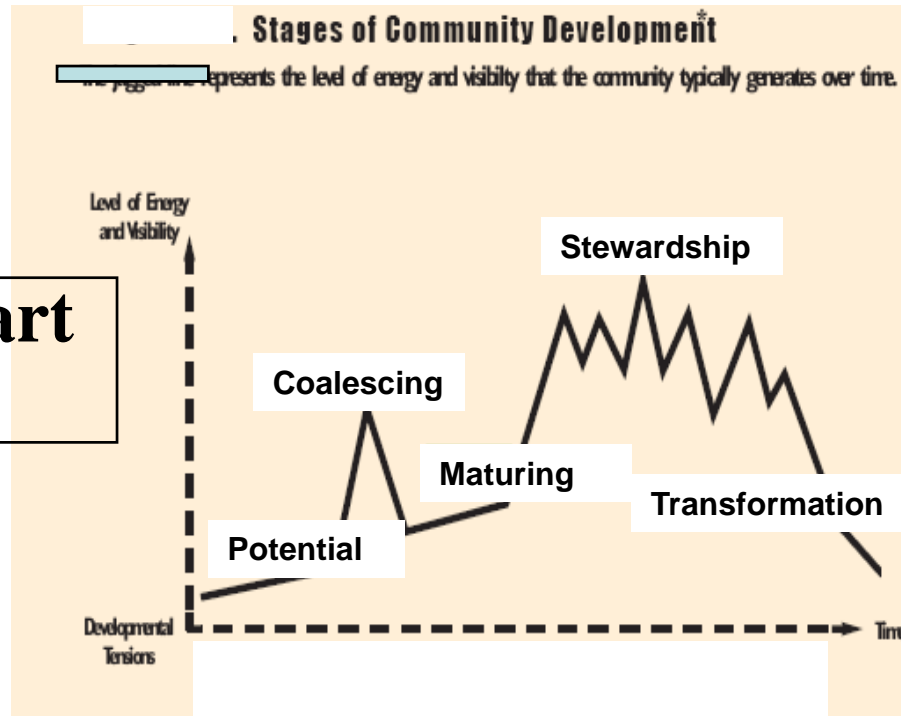 . Stages of Community Development*
represents the level of energy and visibilty that the community typically generates over time.
Level of Energy
and Visibility
Stewardship
art
Coalescing
Maturing
Transformation
Potential
Developmental
Tensions
Tim